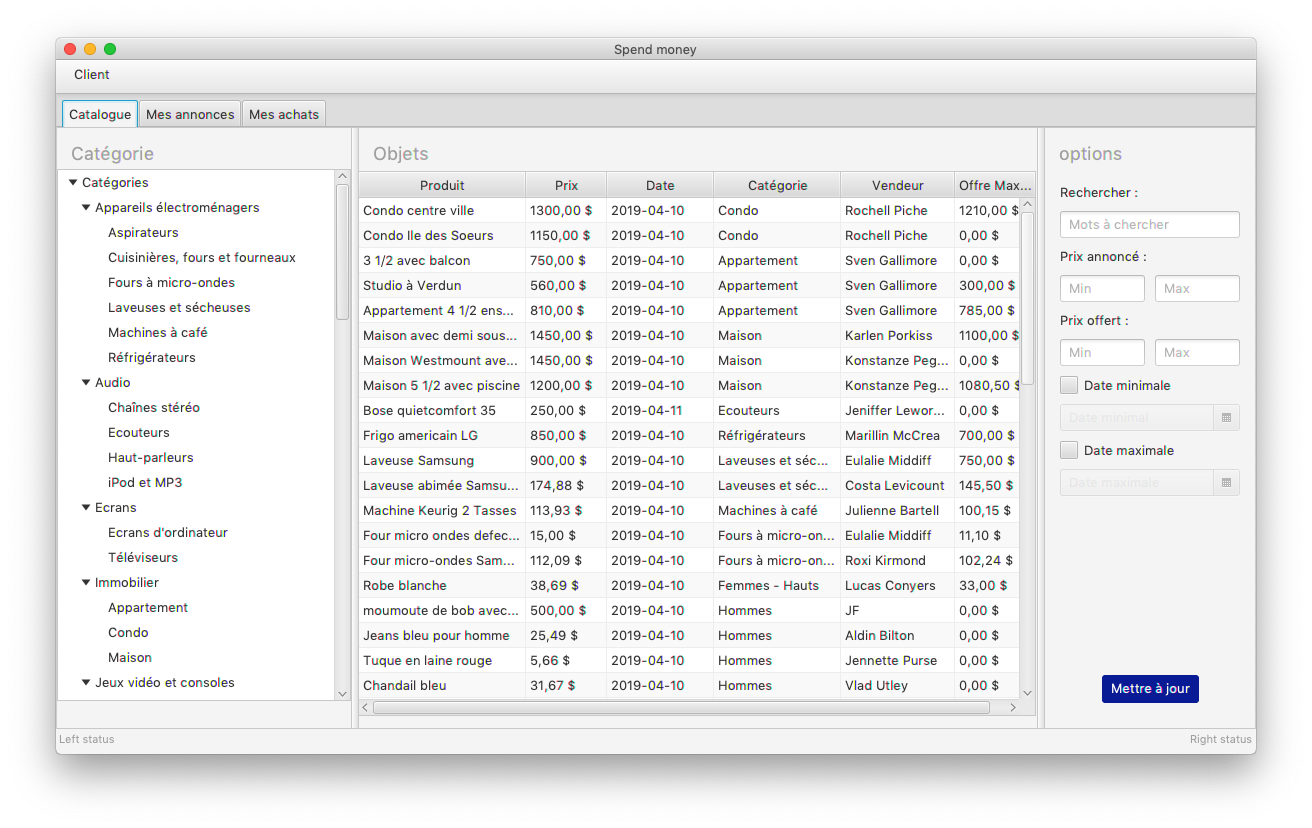 Spend money
Client
Catalogue Mes annonces Mes achats
Catégorie
Catégories
Appareils électroménagers
Aspirateurs
Cuisinières, fours et fourneaux
Fours à micro-ondes
Laveuses et sécheuses
Machines à café
Réfrigérateurs
Audio
Chaînes stéréo
Ecouteurs
Haut-parleurs
iPod et MP3
Ecrans
Ecrans d'ordinateur
Téléviseurs
Immobilier
Appartement
Condo
Maison
Jeux vidéo et consoles
Objets
Produit Prix Date Catégorie Vendeur Offre Max...
Condo centre ville 1300,00 $ 2019-04-10 Condo Rochell Piche 1210,00 $
Condo Ile des Soeurs 1150,00 $ 2019-04-10 Condo Rochell Piche 0,00 $
3 1/2 avec balcon 750,00 $ 2019-04-10 Appartement Sven Gallimore 0,00 $
Studio à Verdun 560,00 $ 2019-04-10 Appartement Sven Gallimore 300,00 $
Appartement 4 1/2 ens... 810,00 $ 2019-04-10 Appartement Sven Gallimore 785,00 $
Maison avec demi sous... 1450,00 $ 2019-04-10 Maison Karlen Porkiss 1100,00 $
Maison Westmount ave... 1450,00 $ 2019-04-10 Maison Konstanze Peg... 0,00 $
Maison 5 1/2 avec piscine 1200,00 $ 2019-04-10 Maison Konstanze Peg... 1080,50 $
Bose quietcomfort 35 250,00 $ 2019-04-11 Ecouteurs Jeniffer Lewor... 0,00 $
Frigo americain LG 850,00 $ 2019-04-10 Réfrigérateurs Marillin McCrea 700,00 $
Laveuse Samsung 900,00 $ 2019-04-10 Laveuses et séc... Eulalie Middiff 750,00 $
Laveuse abimée Samsu... 174,88 $ 2019-04-10 Laveuses et séc... Costa Levicount 145,50 $
Machine Keurig 2 Tasses 113,93 $ 2019-04-10 Machines à café Julienne Bartell 100,15 $
Four micro ondes defec... 15,00 $ 2019-04-10 Fours à micro-on... Eulalie Middiff 11,10 $
Four micro-ondes Sam... 112,09 $ 2019-04-10 Fours à micro-on... Roxi Kirmond 102,24 $
Robe blanche 38,69 $ 2019-04-10 Femmes - Hauts Lucas Conyers 33,00 $
moumoute de bob avec... 500,00 $ 2019-04-10 Hommes JF 0,00 $
Jeans bleu pour homme 25,49 $ 2019-04-10 Hommes Aldin Bilton 0,00 $
Tuque en laine rouge 5,66 $ 2019-04-10 Hommes Jennette Purse 0,00 $
Chandail bleu 31,67 $ 2019-04-10 Hommes Vlad Utley 0,00 $
options
Rechercher :
Mots à chercher
Prix annoncé :
Min Max
Prix offert :
Min Max
Date minimale
Date minimal
Date maximale
Date maximale
Mettre à jour
Left status Right status